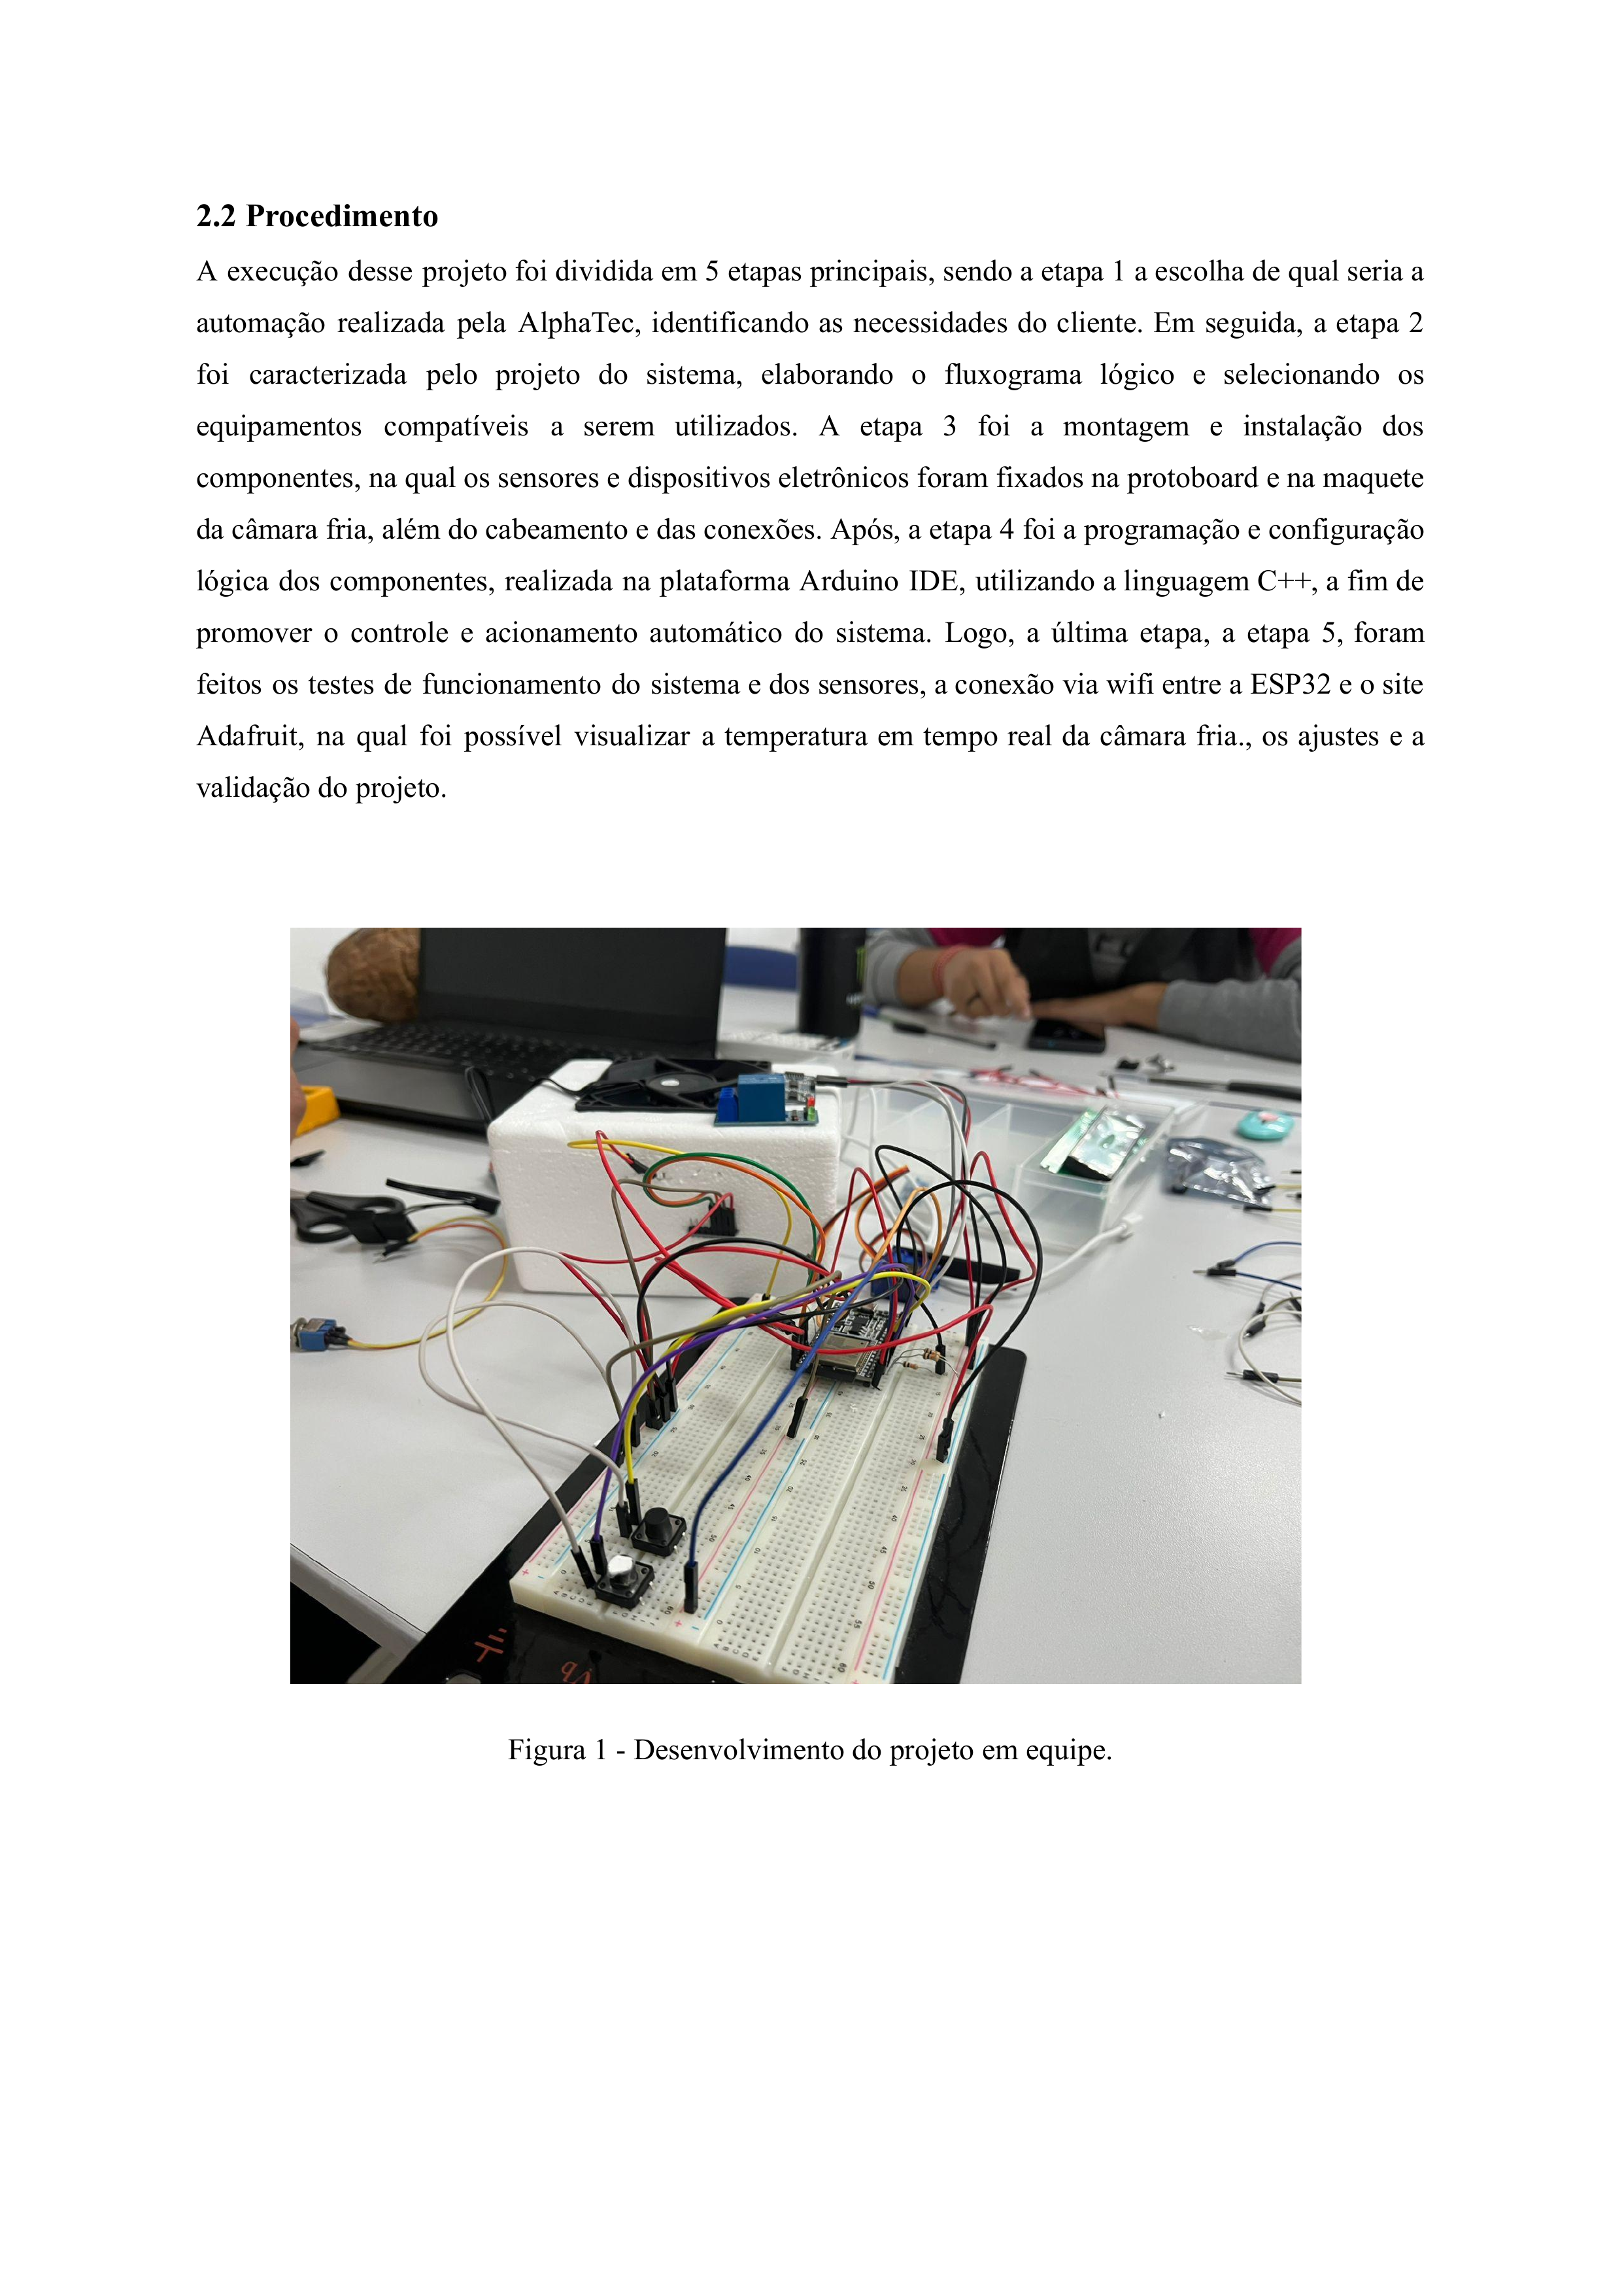 2.2 Procedimento
A execução desse projeto foi dividida em 5 etapas principais, sendo a etapa 1 a escolha de qual seria a
automação realizada pela AlphaTec, identificando as necessidades do cliente. Em seguida, a etapa 2
foi caracterizada pelo projeto do sistema, elaborando o fluxograma lógico e selecionando os
equipamentos compatíveis a serem utilizados. A etapa 3 foi a montagem e instalação dos
componentes, na qual os sensores e dispositivos eletrônicos foram fixados na protoboard e na maquete
da câmara fria, além do cabeamento e das conexões. Após, a etapa 4 foi a programação e configuração
lógica dos componentes, realizada na plataforma Arduino IDE, utilizando a linguagem C++, a fim de
promover o controle e acionamento automático do sistema. Logo, a última etapa, a etapa 5, foram
feitos os testes de funcionamento do sistema e dos sensores, a conexão via wifi entre a ESP32 e o site
Adafruit, na qual foi possível visualizar a temperatura em tempo real da câmara fria., os ajustes e a
validação do projeto.
Figura 1 - Desenvolvimento do projeto em equipe.